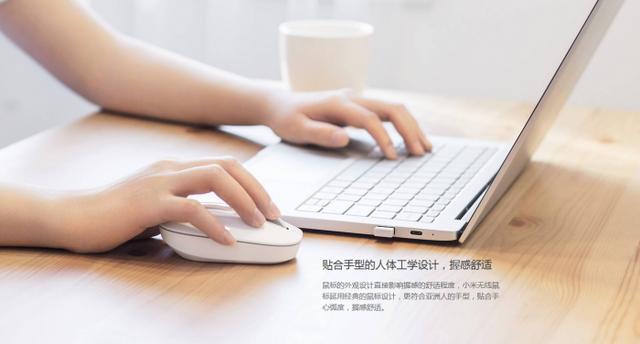 贴合手型的人体工学设计，握感舒适
鼠标的外观设计直接影响握感的舒适程度，小米无线鼠
标延用经典的鼠标设计，更符合亚洲人的手型，贴合手
心弧度，握感舒适。